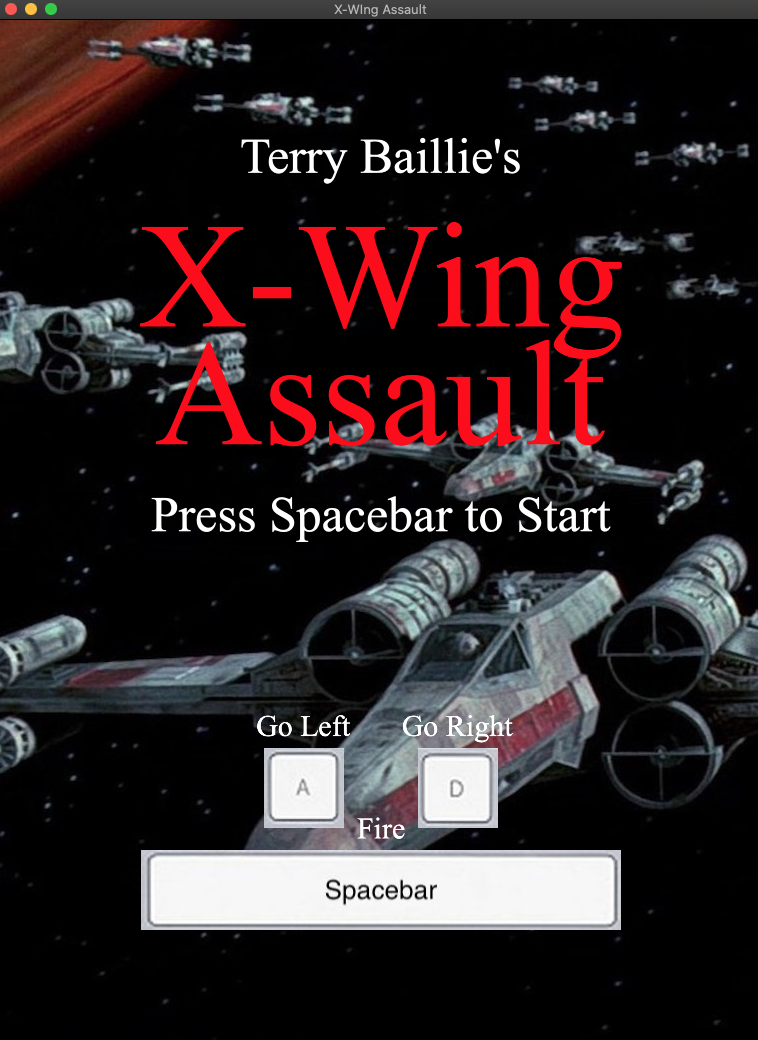 X-WIng Assault
Terry Baillie's
X-Wing
Assault
Press Spacebar to Start
Go Left Go Right
A D
Fire
Spacebar